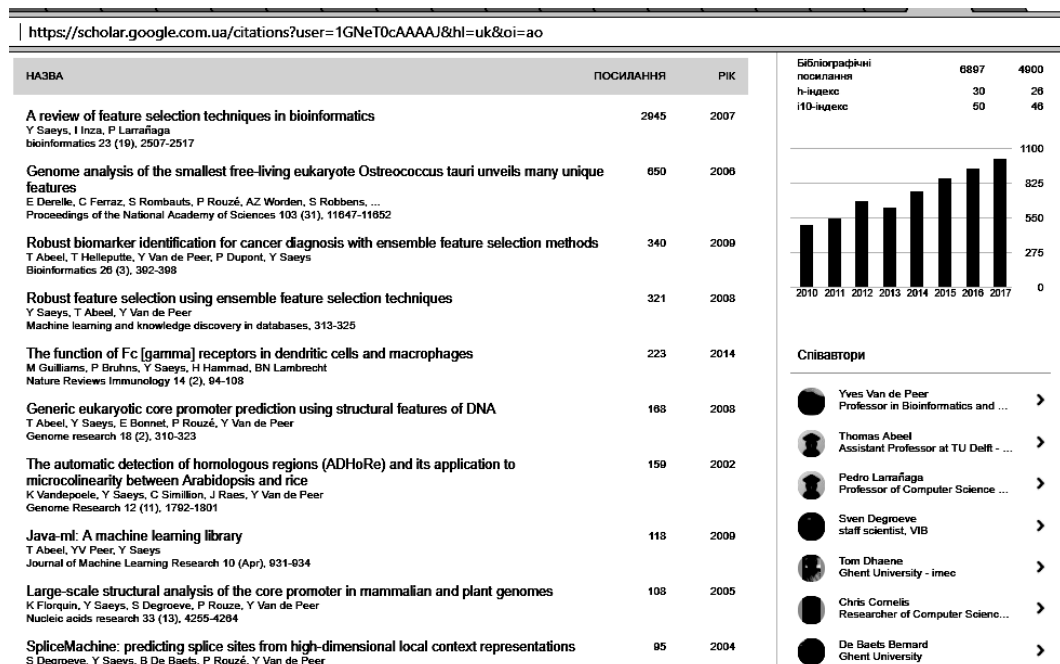 https://scholar.google.com.ua/citations?user=1GNeT0cAAAAJ&hl=uk&oi=ao
НАЗВА ПОСИЛАННЯ РІК
A review of feature selection techniques in bioinformatics 2945 2007
Y Saeys, I Inza, P Larrañaga
bioinformatics 23 (19), 2507-2517
Genome analysis of the smallest free-living eukaryote Ostreococcus tauri unveils many unique 650 2006
features
E Derelle, C Ferraz, S Rombauts, P Rouzé, AZ Worden, S Robbens, ...
Proceedings of the National Academy of Sciences 103 (31), 11647-11652
Robust biomarker identification for cancer diagnosis with ensemble feature selection methods 340 2009
T Abeel, T Helleputte, Y Van de Peer, P Dupont, Y Saeys
Bioinformatics 26 (3), 392-398
Robust feature selection using ensemble feature selection techniques 321 2008
Y Saeys, T Abeel, Y Van de Peer
Machine learning and knowledge discovery in databases, 313-325
The function of Fc [gamma] receptors in dendritic cells and macrophages 223 2014
M Guilliams, P Bruhns, Y Saeys, H Hammad, BN Lambrecht
Nature Reviews Immunology 14 (2), 94-108
Generic eukaryotic core promoter prediction using structural features of DNA 168 2008
T Abeel, Y Saeys, E Bonnet, P Rouzé, Y Van de Peer
Genome research 18 (2), 310-323
The automatic detection of homologous regions (ADHoRe) and its application to 159 2002
microcolinearity between Arabidopsis and rice
K Vandepoele, Y Saeys, C Simillion, J Raes, Y Van de Peer
Genome Research 12 (11), 1792-1801
Java-ml: A machine learning library 118 2009
T Abeel, YV Peer, Y Saeys
Journal of Machine Learning Research 10 (Apr), 931-934
Large-scale structural analysis of the core promoter in mammalian and plant genomes 108 2005
K Florquin, Y Saeys, S Degroeve, P Rouze, Y Van de Peer
Nucleic acids research 33 (13), 4255-4264
SpliceMachine: predicting splice sites from high-dimensional local context representations 95 2004
S Degroeve, Y Saeys, B De Baets, P Rouzé, Y Van de Peer
Бібліографічні
посилання 6897 4900
h-індекс 30 26
i10-індекс 50 46
1100
825
550
275
0
2010 2011 2012 2013 2014 2015 2016 2017
Співавтори
Yves Van de Peer
Professor in Bioinformatics and ...
Thomas Abeel
Assistant Professor at TU Delft - ...
Pedro Larrañaga
Professor of Computer Science ...
Sven Degroeve
staff scientist, VIB
Tom Dhaene
Ghent University - imec
Chris Cornelis
Researcher of Computer Scienc...
De Baets Bernard
Ghent University